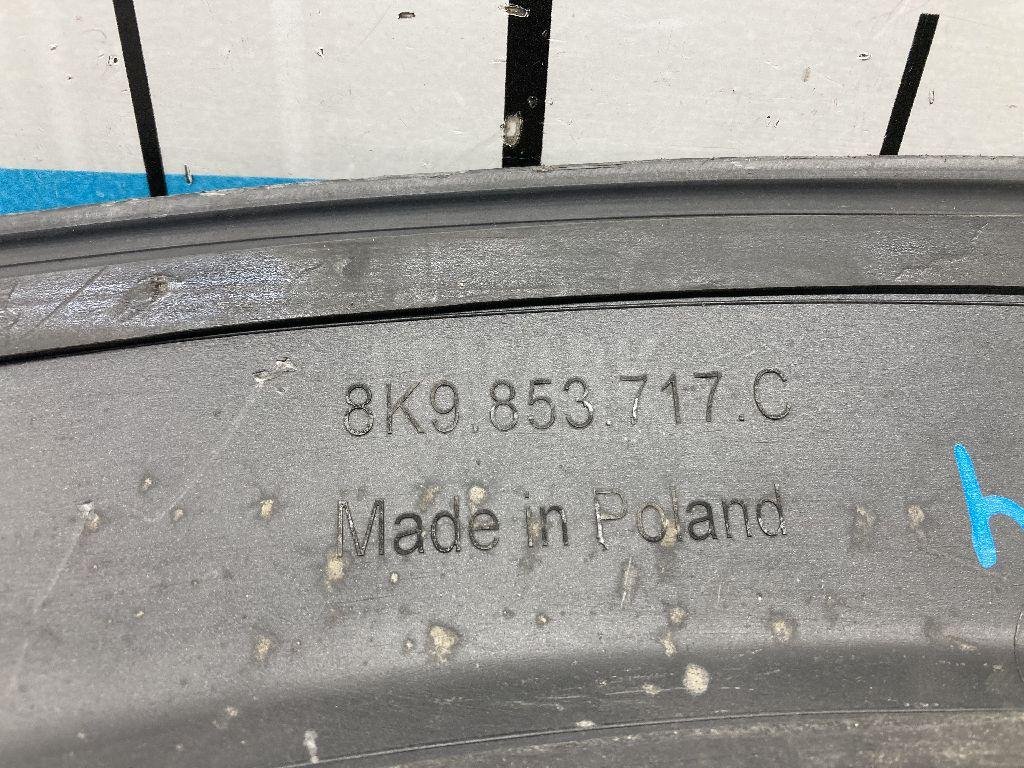 8K9.853.717.C
Made in Poland
h